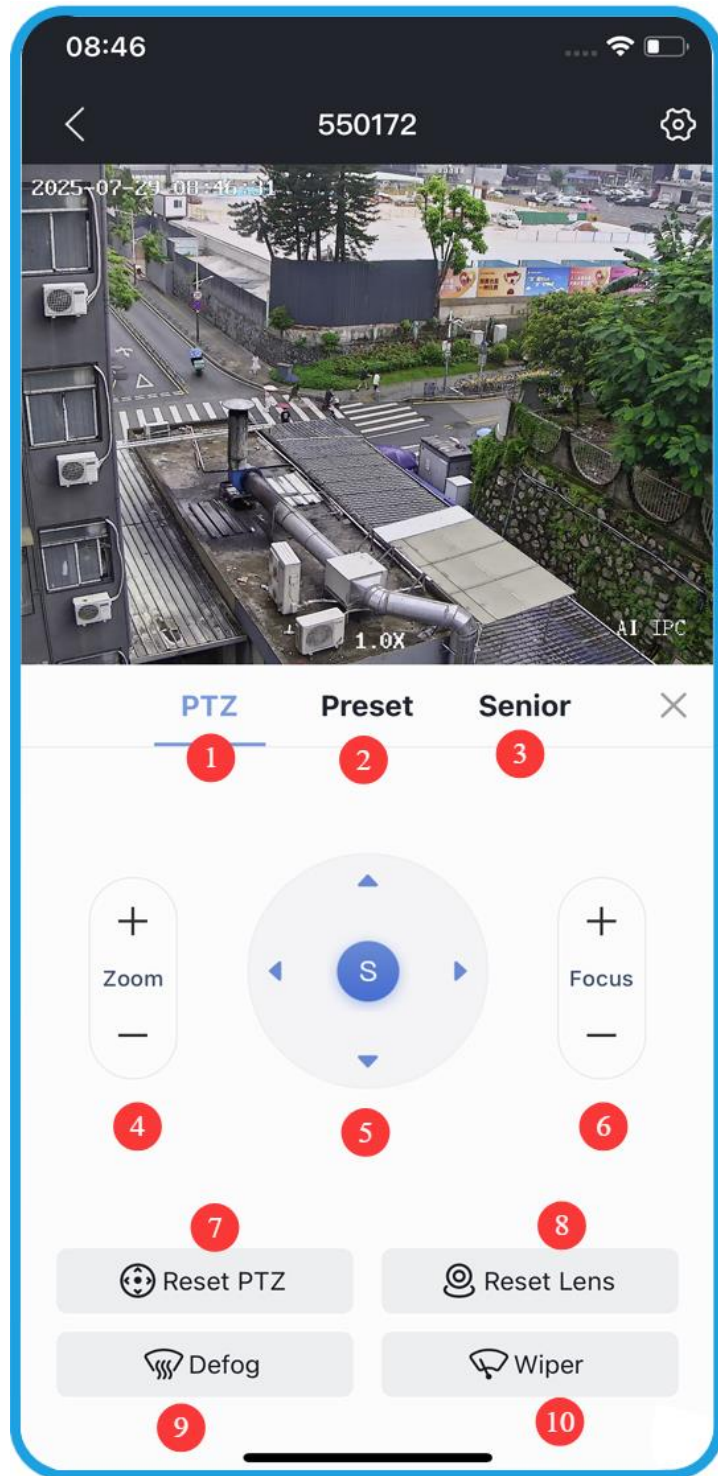 08:46
550172
2025-07-29 08:46:31
1.0X
AI IPC
PTZ Preset Senior
1 2 3
+ +
Zoom S Focus
- -
4 5 6
7 8
Reset PTZ Reset Lens
Defog Wiper
9 10